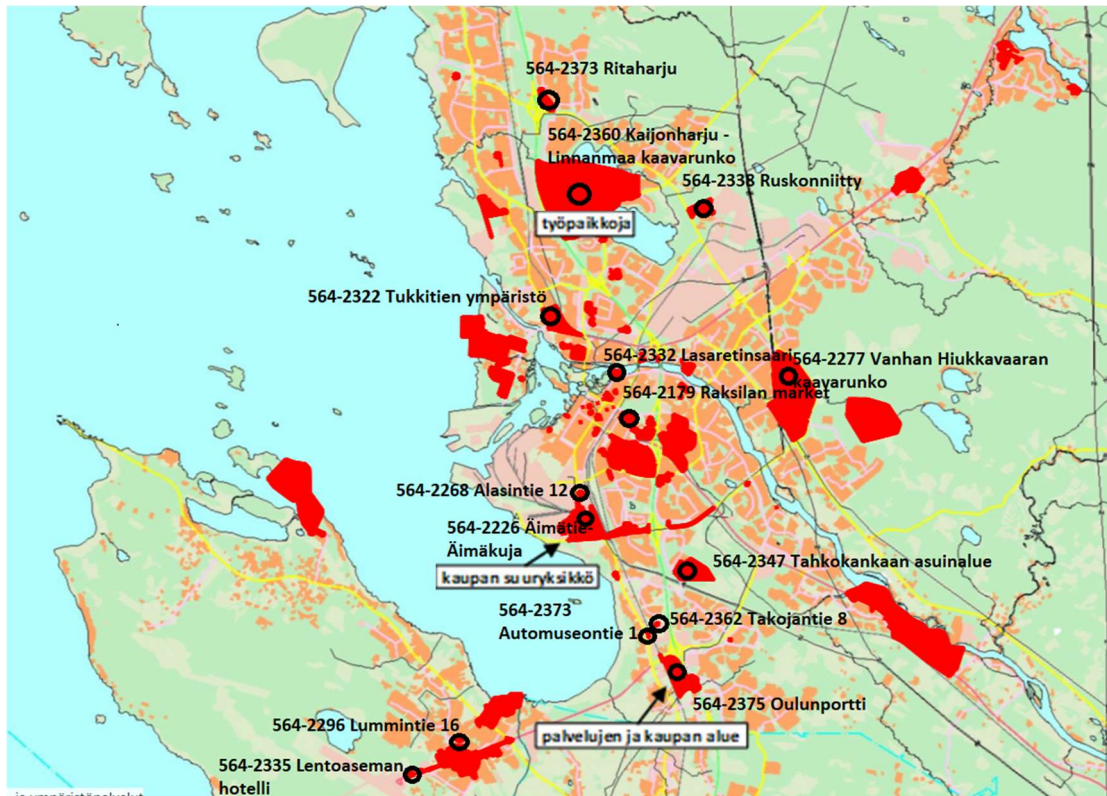 564-2373 Ritaharju
564-2360 Kaijonharju -
Linnanmaa kaavarunko
564-2338 Ruskonniitty
työpaikkoja
564-2322 Tukkitien ympäristö
564-2332 Lasaretinsaari
564-2277 Vanhan Hiukkavaaran
kaavarunko
564-2179 Raksilan market
564-2268 Alasintie 12
564-2226 Äimätie-
Äimäkuja
kaupan suuryksikkö
564-2347 Tahkokankaan asuinalue
564-2373
Automuseontie 1
564-2362 Takojantie 8
564-2375 Oulunportti
palvelujen ja kaupan alue
564-2296 Lummintie 16
564-2335 Lentoaseman
hotelli
ja ympäristöpalvelut